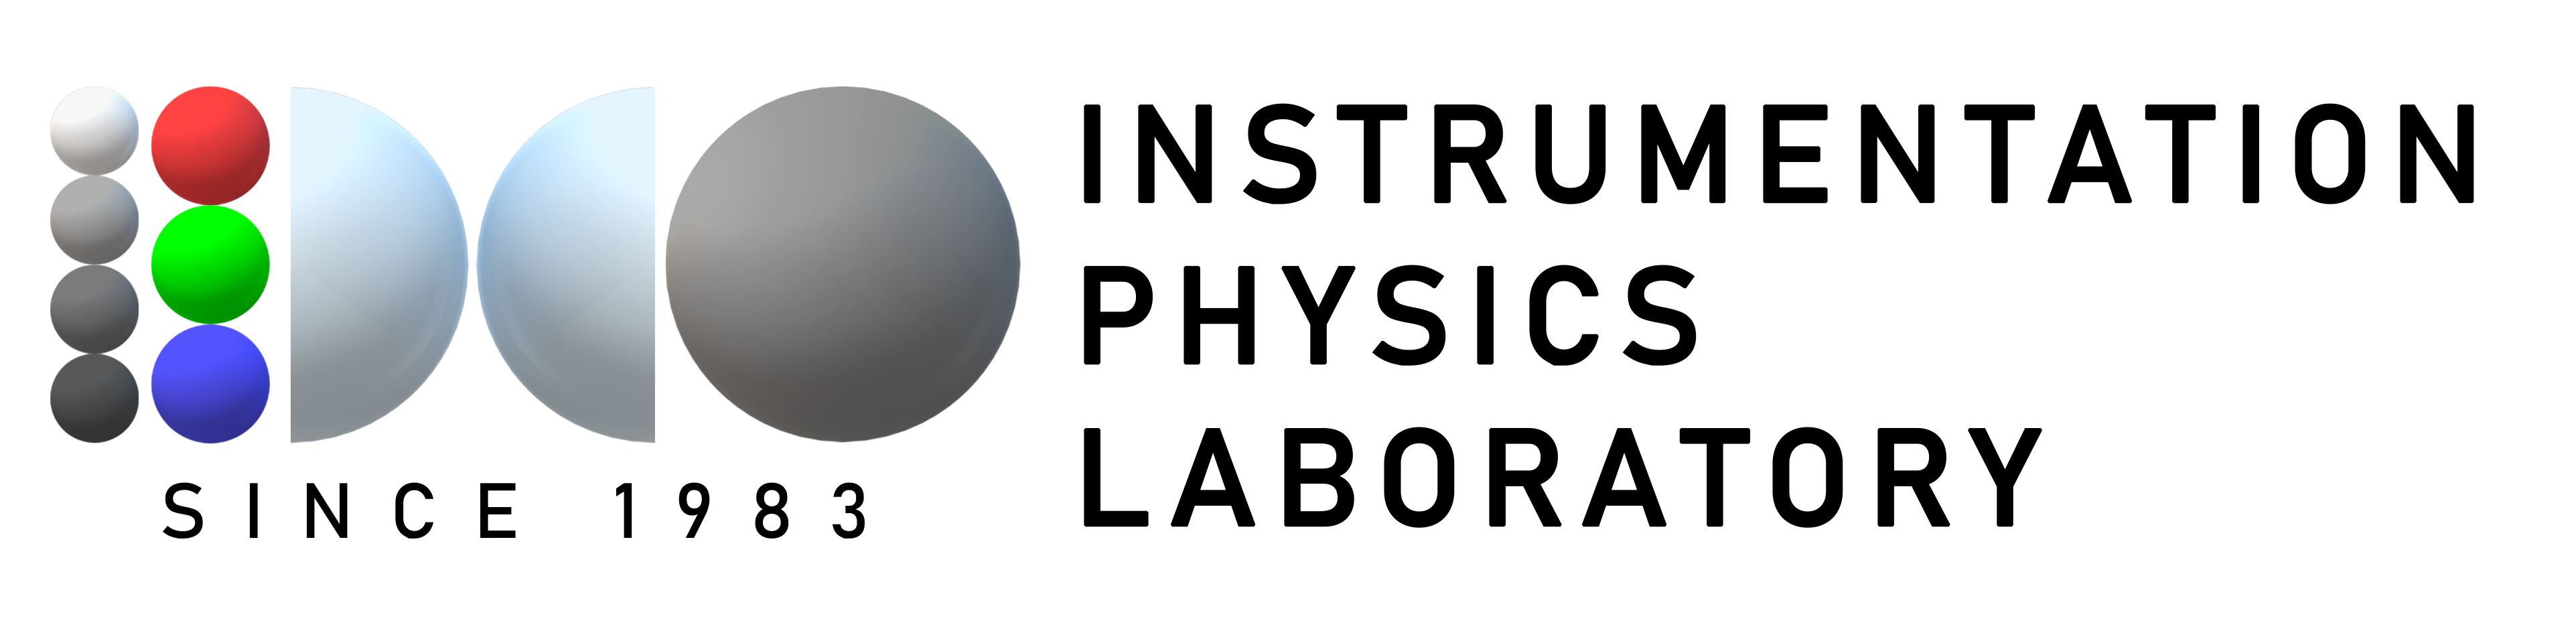 INSTRUMENTATION
PHYSICS
LABORATORY
SINCE 1983